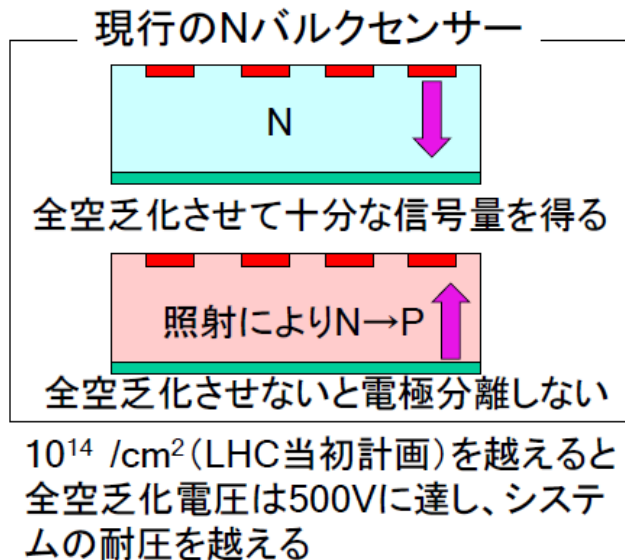 現行のNバルクセンサー
N
全空乏化させて十分な信号量を得る
照射によりN→P
全空乏化させないと電極分離しない
10¹⁴ /cm²(LHC当初計画)を越えると
全空乏化電圧は500Vに達し、システ
ムの耐圧を越える